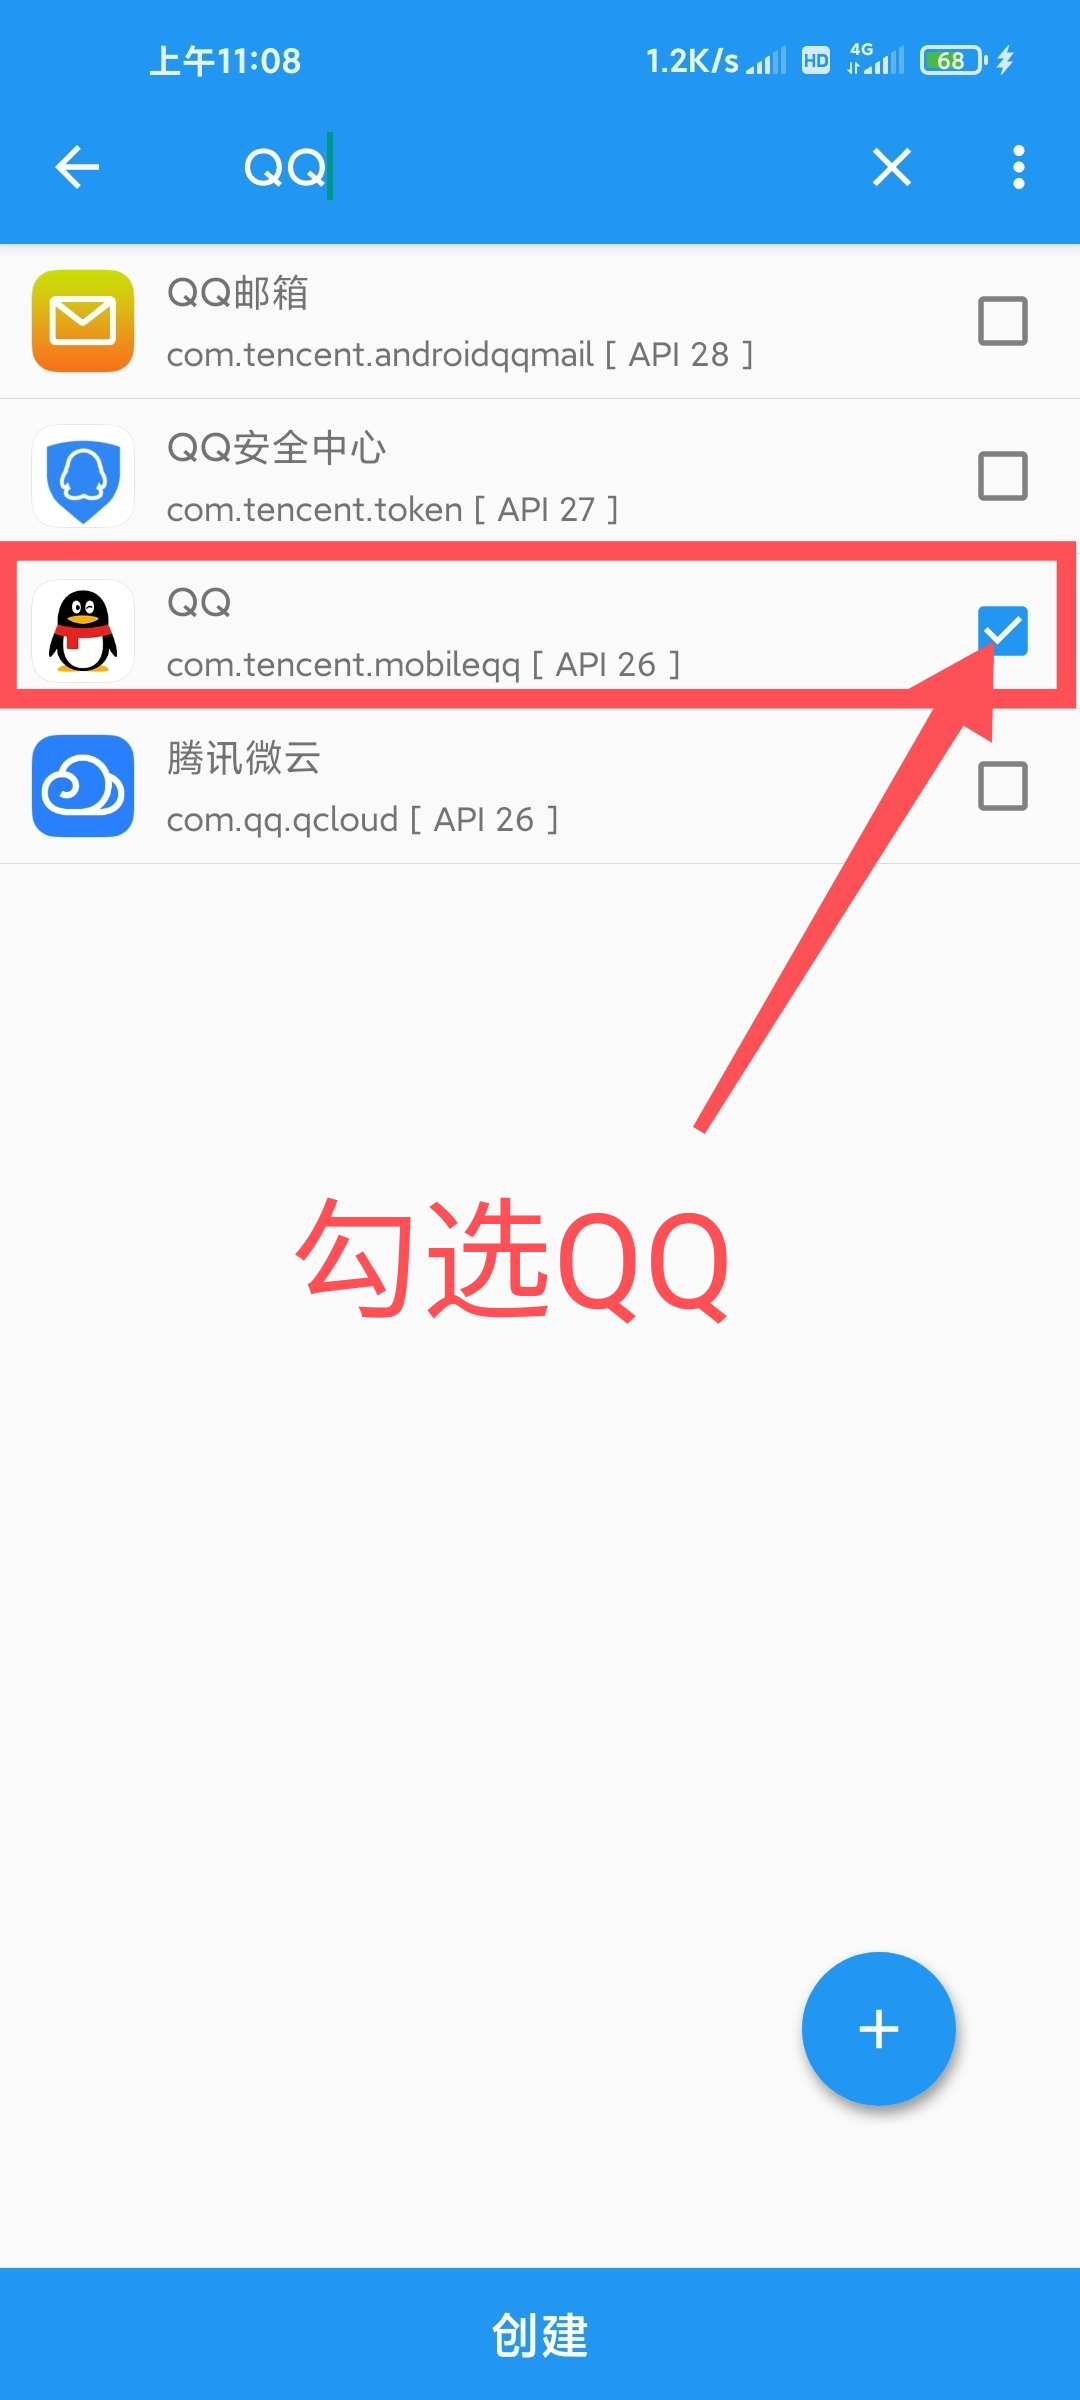 上午11:08
1.2K/s HD 4G 68
QQ
QQ邮箱
com.tencent.androidqqmail [ API 28 ]
QQ安全中心
com.tencent.token [ API 27 ]
QQ
com.tencent.mobileqq [ API 26 ]
腾讯微云
com.qq.qcloud [ API 26 ]
勾选QQ
创建